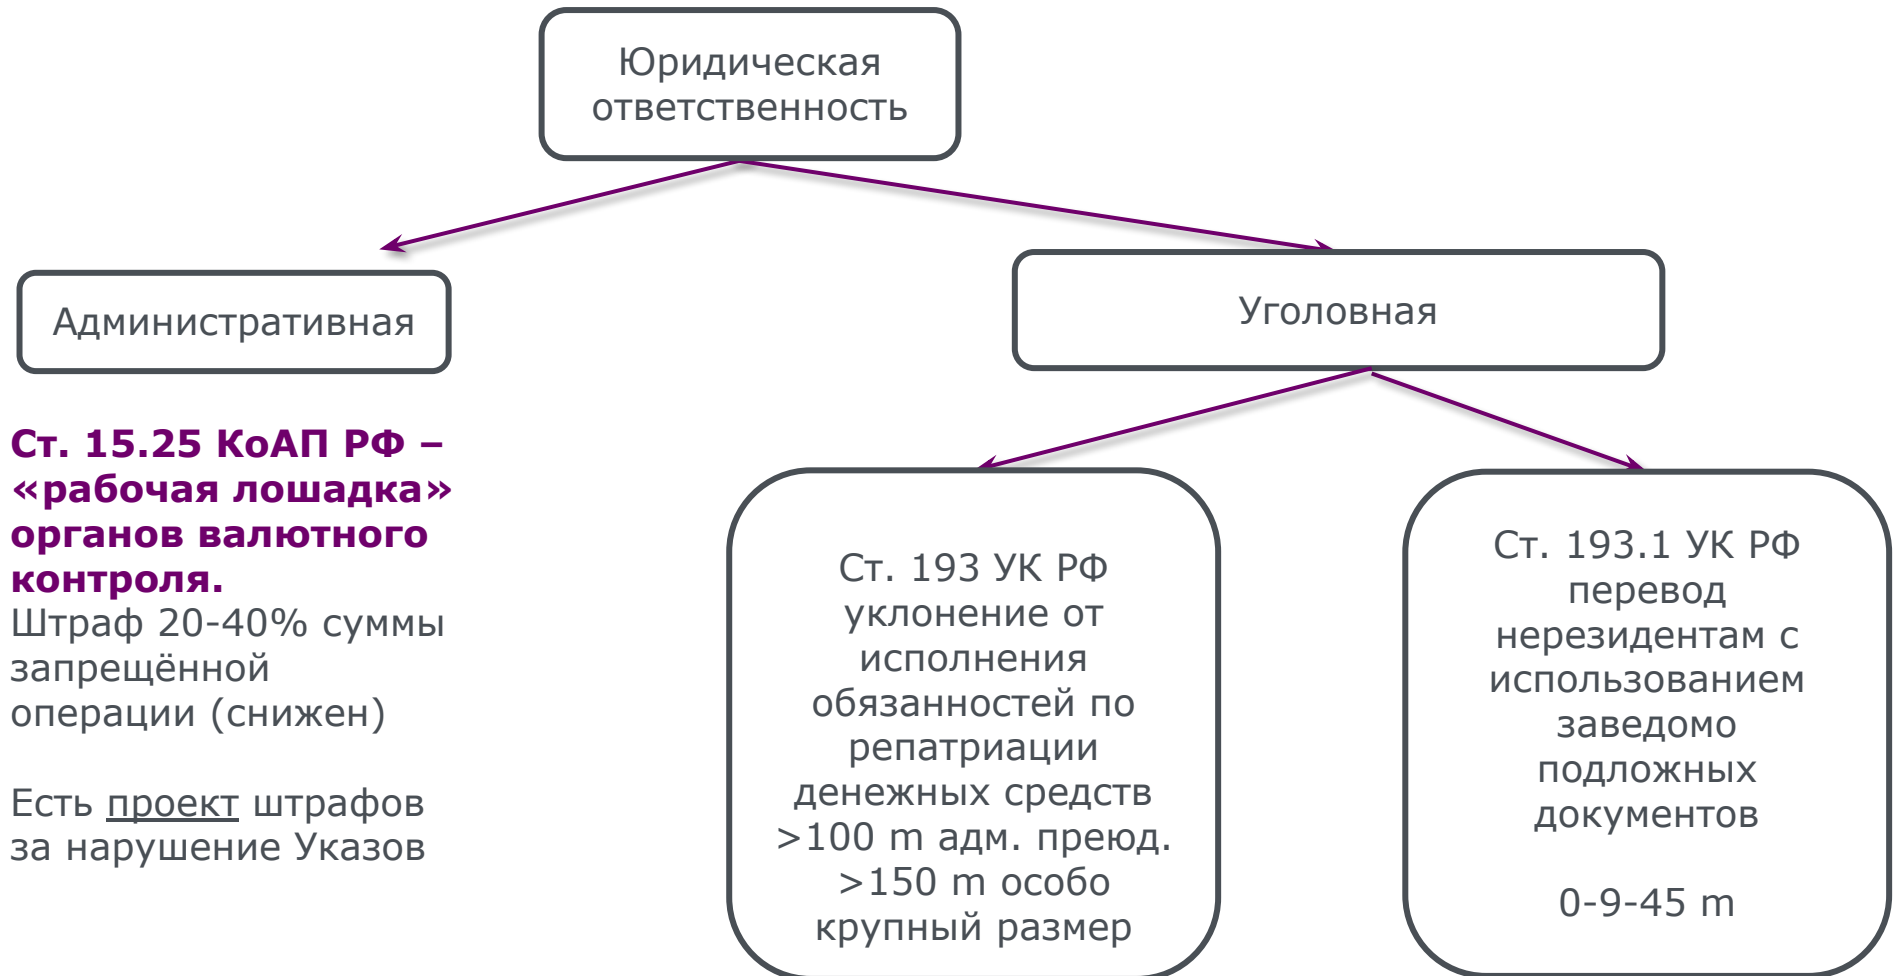 Юридическая
ответственность
Административная
Уголовная
Ст. 15.25 КоАП РФ –
«рабочая лошадка»
органов валютного
контроля.
Штраф 20-40% суммы
запрещённой
операции (снижен)
Есть проект штрафов
за нарушение Указов
Ст. 193 УК РФ
уклонение от
исполнения
обязанностей по
репатриации
денежных средств
>100 m адм. преюд.
>150 m особо
крупный размер
Ст. 193.1 УК РФ
перевод
нерезидентам с
использованием
заведомо
подложных
документов
0-9-45 m